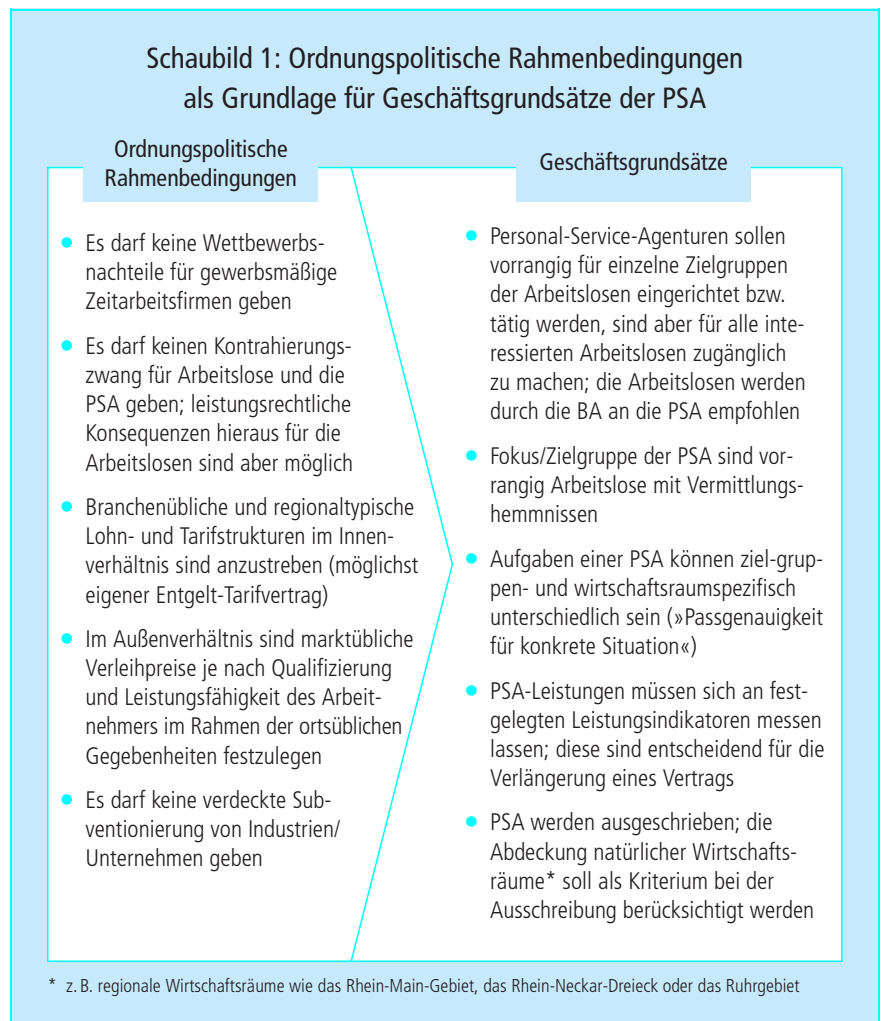 Schaubild 1: Ordnungspolitische Rahmenbedingungen
als Grundlage für Geschäftsgrundsätze der PSA
Ordnungspolitische
Rahmenbedingungen
• Es darf keine Wettbewerbs-
nachteile für gewerbsmäßige
Zeitarbeitsfirmen geben
• Es darf keinen Kontrahierungs-
zwang für Arbeitslose und die
PSA geben; leistungsrechtliche
Konsequenzen hieraus für die
Arbeitslosen sind aber möglich
• Branchenübliche und regionaltypische
Lohn- und Tarifstrukturen im Innen-
verhältnis sind anzustreben (möglichst
eigener Entgelt-Tarifvertrag)
• Im Außenverhältnis sind marktübliche
Verleihpreise je nach Qualifizierung
und Leistungsfähigkeit des Arbeit-
nehmers im Rahmen der ortsüblichen
Gegebenheiten festzulegen
• Es darf keine verdeckte Sub-
ventionierung von Industrien/
Unternehmen geben
Geschäftsgrundsätze
• Personal-Service-Agenturen sollen
vorrangig für einzelne Zielgruppen
der Arbeitslosen eingerichtet bzw.
tätig werden, sind aber für alle inte-
ressierten Arbeitslosen zugänglich
zu machen; die Arbeitslosen werden
durch die BA an die PSA empfohlen
• Fokus/Zielgruppe der PSA sind vor-
rangig Arbeitslose mit Vermittlungs-
hemmnissen
• Aufgaben einer PSA können ziel-grup-
pen- und wirtschaftsraumspezifisch
unterschiedlich sein (»Passgenauigkeit
für konkrete Situation«)
• PSA-Leistungen müssen sich an fest-
gelegten Leistungsindikatoren messen
lassen; diese sind entscheidend für die
Verlängerung eines Vertrags
• PSA werden ausgeschrieben; die
Abdeckung natürlicher Wirtschafts-
räume* soll als Kriterium bei der
Ausschreibung berücksichtigt werden
* z. B. regionale Wirtschaftsräume wie das Rhein-Main-Gebiet, das Rhein-Neckar-Dreieck oder das Ruhrgebiet